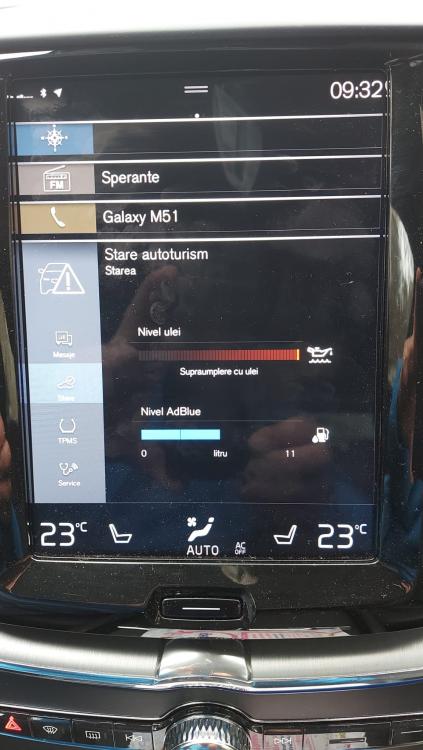 09:32
FM
Sperante
Galaxy M51
Stare autoturism
Starea
Nivel ulei
Mesaje
Supraumplere cu ulei
Stare
Nivel AdBlue
TPMS
0 litru 11
Service
23°C AUTO AC OFF 23°C